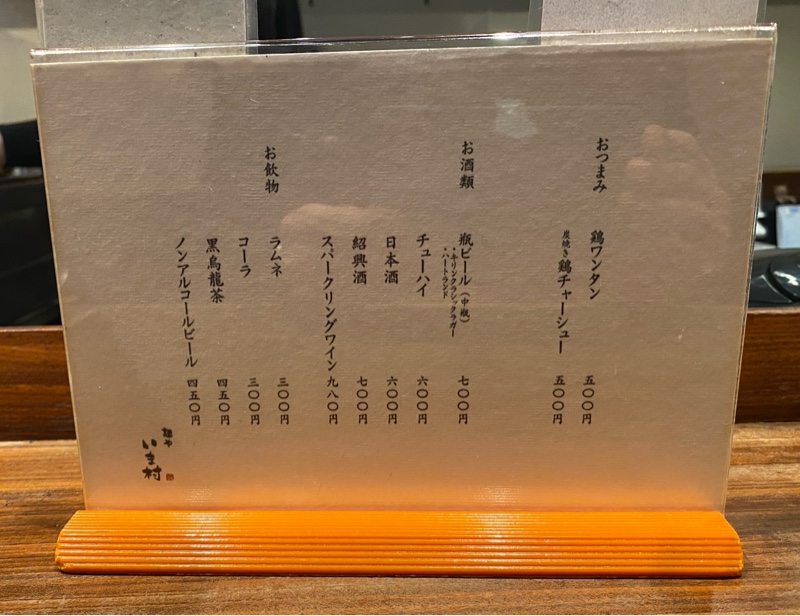 おつまみ
鶏ワンタン 五〇〇円
炭焼き鶏チャーシュー 五〇〇円
お酒類
瓶ビール（中瓶） 七〇〇円
・キリンクラシックラガー
・ハートランド
チューハイ 六〇〇円
日本酒 六〇〇円
紹興酒 七〇〇円
スパークリングワイン 九八〇円
お飲物
ラムネ 三〇〇円
コーラ 三〇〇円
黒烏龍茶 四五〇円
ノンアルコールビール 四五〇円
麺や
いま村